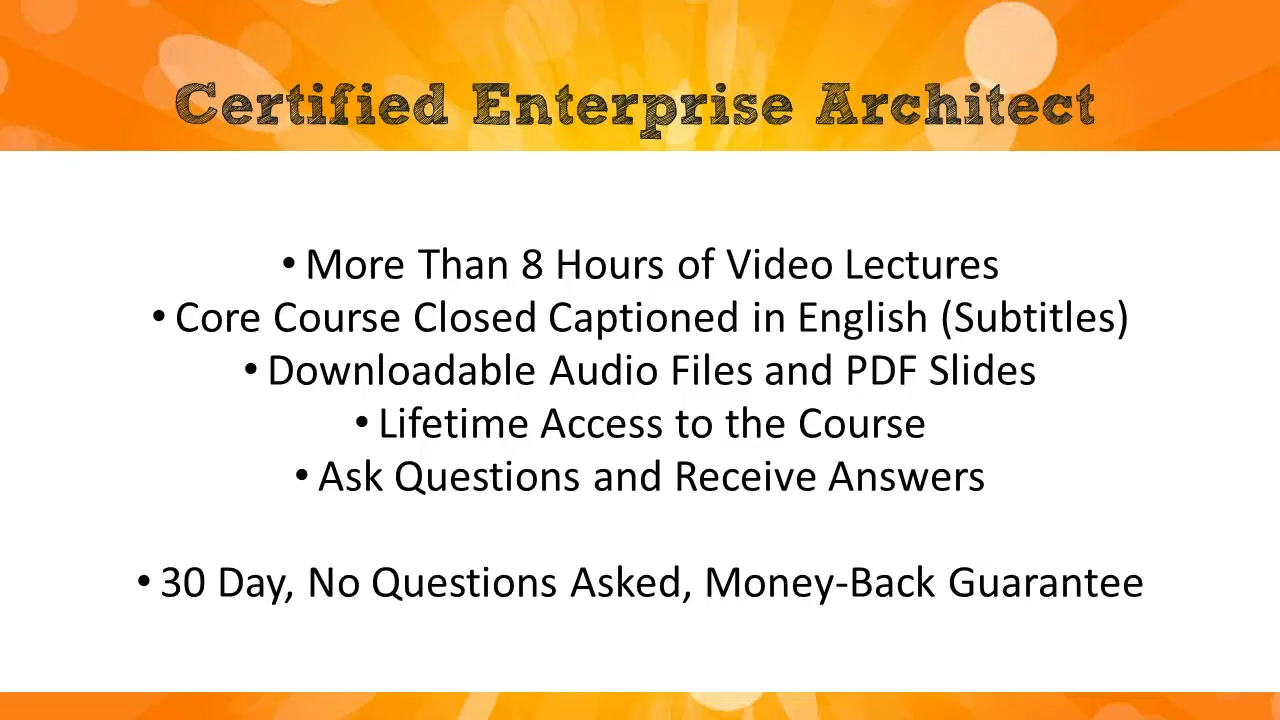 Certified Enterprise Architect
• More Than 8 Hours of Video Lectures
• Core Course Closed Captioned in English (Subtitles)
• Downloadable Audio Files and PDF Slides
• Lifetime Access to the Course
• Ask Questions and Receive Answers
• 30 Day, No Questions Asked, Money-Back Guarantee